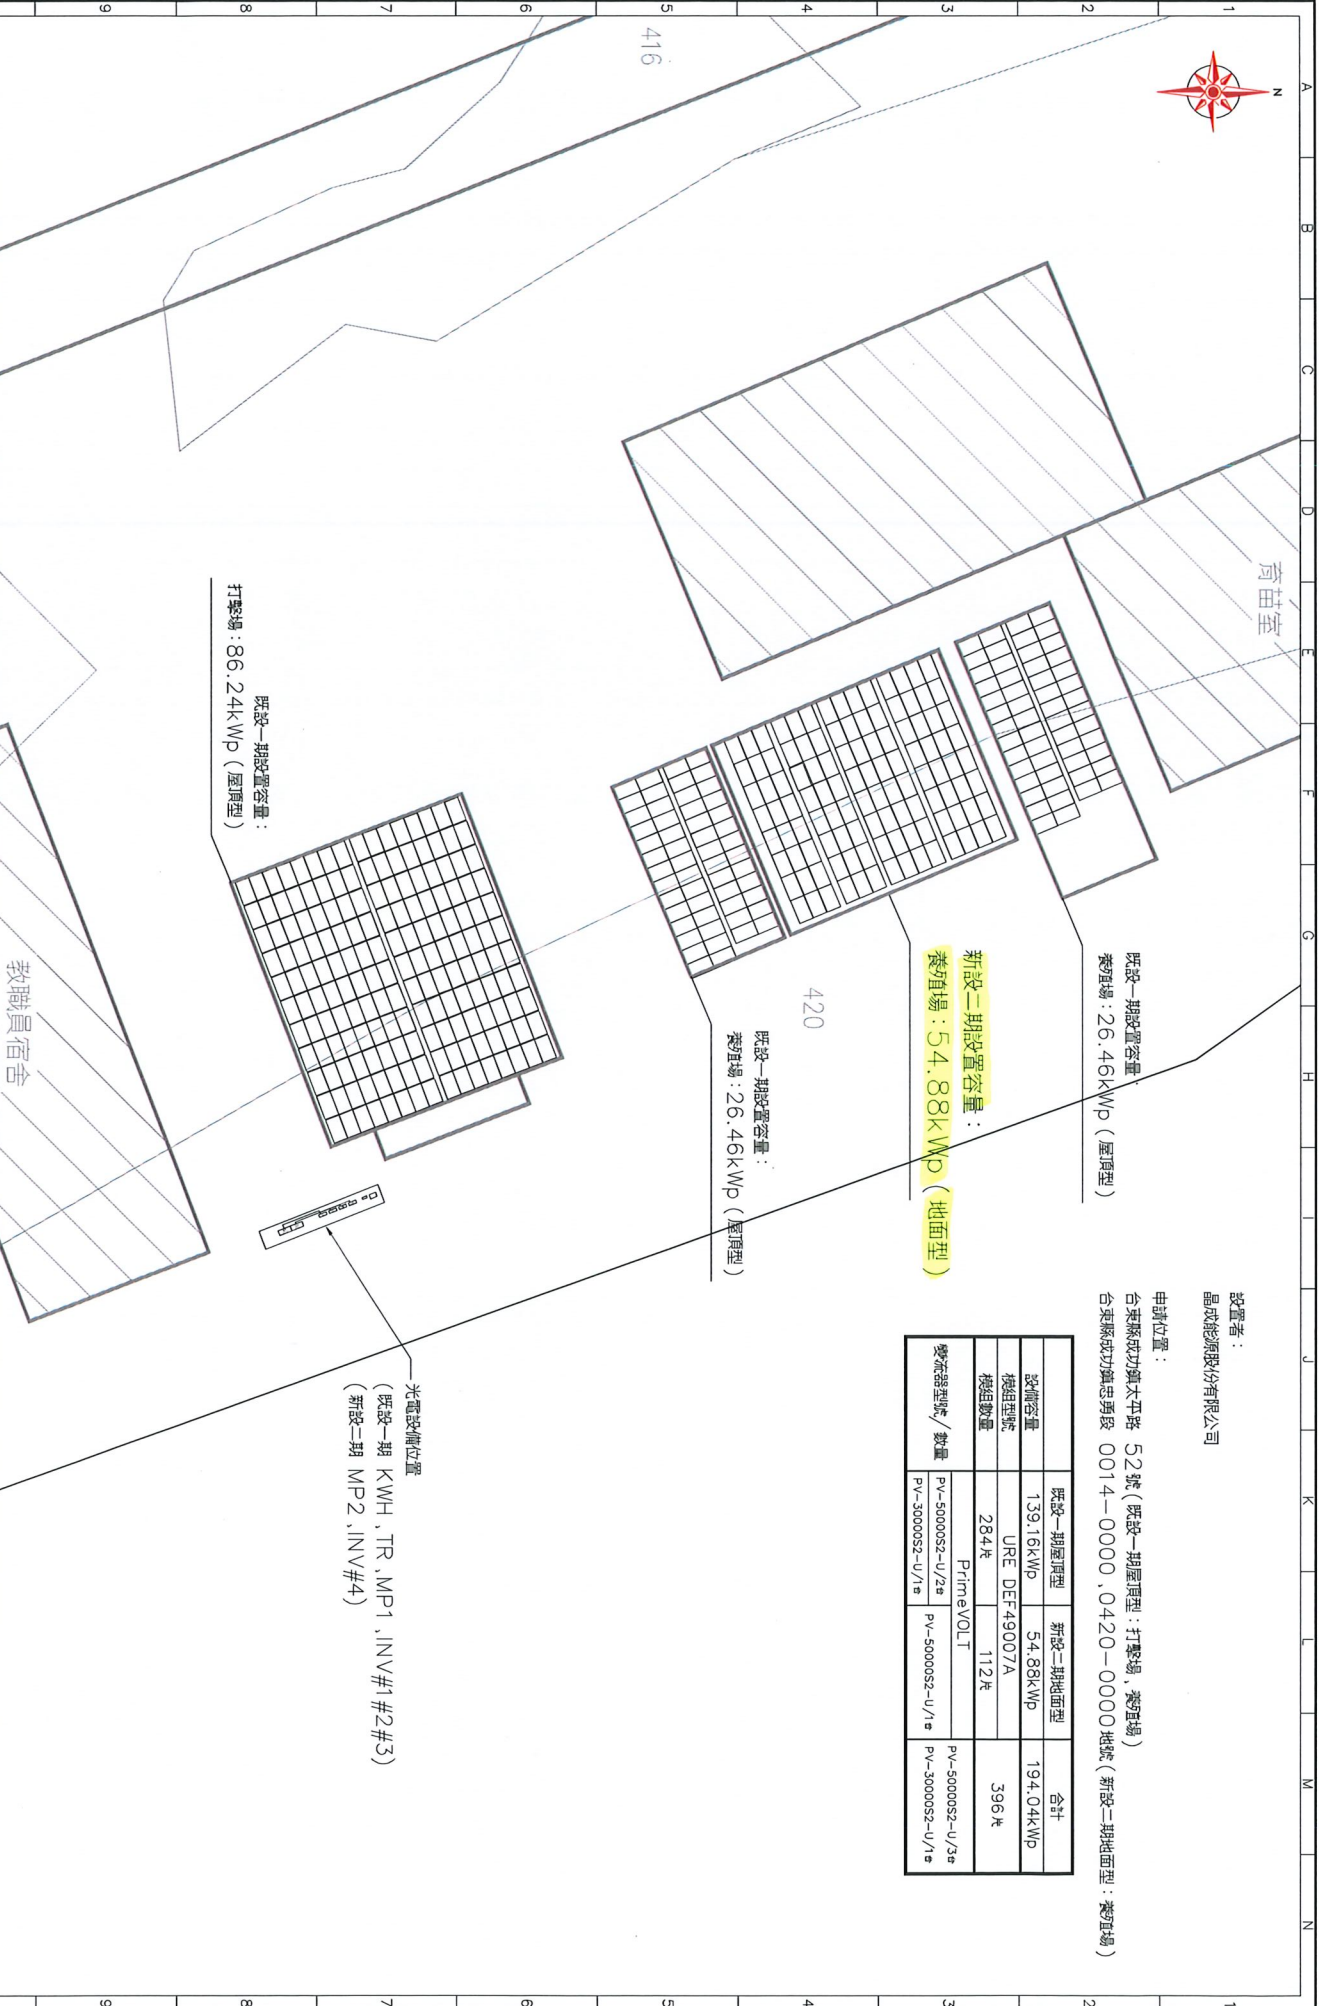 A B C D E F G H I J K L M N
1 2 3 4 5 6 7 8 9
N
設置者：
晶成能源股份有限公司
申請位置：
台東縣成功鎮太平路 52號（既設一期屋頂型：打擊場，養殖場）
台東縣成功鎮忠勇段 0014-0000,0420-0000地號（新設二期地面型：養殖場）
既設一期屋頂型 新設二期地面型 合計
設備容量 139.16kWp 54.88kWp 194.04kWp
模組型號 URE DEF49007A
模組數量 284片 112片 396片
變流器型號/數量 PrimeVOLT
PV-50000S2-U/2台 PV-50000S2-U/1台 PV-50000S2-U/3台
PV-30000S2-U/1台 PV-30000S2-U/1台
育苗室
既設一期設置容量：
養殖場：26.46kWp（屋頂型）
新設二期設置容量：
養殖場：54.88kWp（地面型）
420
既設一期設置容量：
養殖場：26.46kWp（屋頂型）
416
既設一期設置容量：
打擊場：86.24kWp（屋頂型）
光電設備位置
（既設一期 KWH,TR,MP1,INV#1#2#3）
（新設二期 MP2,INV#4）
教職員宿舍
1 2 3 4 5 6 7 8 9